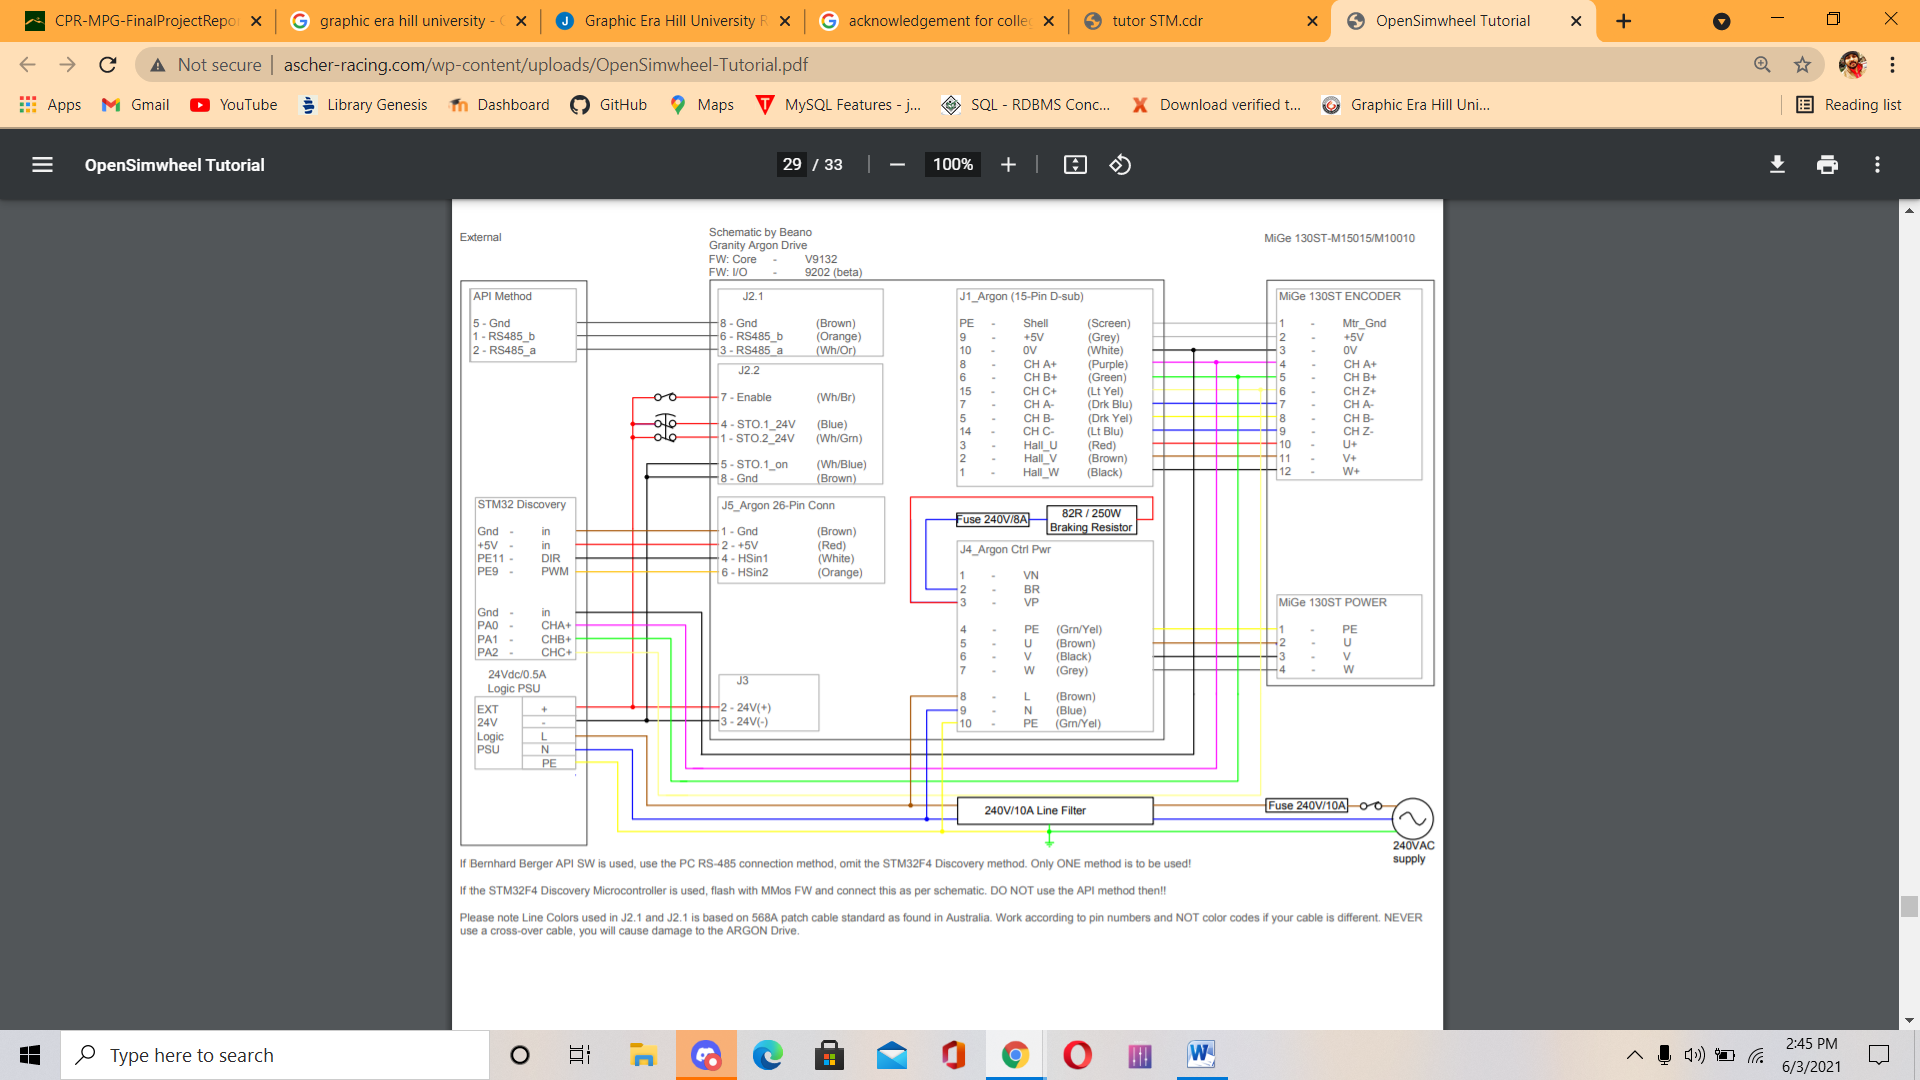 CPR-MPG-FinalProjectRepo
graphic era hill university -
Graphic Era Hill University R
acknowledgement for colle
tutor STM.cdr
OpenSimwheel Tutorial
Not secure | ascher-racing.com/wp-content/uploads/OpenSimwheel-Tutorial.pdf
Apps Gmail YouTube Library Genesis Dashboard GitHub Maps MySQL Features - j... SQL - RDBMS Conc... Download verified t... Graphic Era Hill Uni... Reading list
OpenSimwheel Tutorial 29 / 33 100%
External
Schematic by Beano
Granity Argon Drive
FW: Core - V9132
FW: I/O - 9202 (beta)
MiGe 130ST-M15015/M10010
API Method
5 - Gnd
1 - RS485_b
2 - RS485_a
J2.1
8 - Gnd (Brown)
6 - RS485_b (Orange)
3 - RS485_a (Wh/Or)
J2.2
7 - Enable (Wh/Br)
4 - STO.1_24V (Blue)
1 - STO.2_24V (Wh/Grn)
5 - STO.1_on (Wh/Blue)
8 - Gnd (Brown)
J1_Argon (15-Pin D-sub)
PE - Shell (Screen)
9 - +5V (Grey)
10 - 0V (White)
8 - CH A+ (Purple)
6 - CH B+ (Green)
15 - CH C+ (Lt Yel)
7 - CH A- (Drk Blu)
5 - CH B- (Drk Yel)
14 - CH C- (Lt Blu)
3 - Hall_U (Red)
2 - Hall_V (Brown)
1 - Hall_W (Black)
MiGe 130ST ENCODER
1 - Mtr_Gnd
2 - +5V
3 - 0V
4 - CH A+
5 - CH B+
6 - CH Z+
7 - CH A-
8 - CH B-
9 - CH Z-
10 - U+
11 - V+
12 - W+
STM32 Discovery
Gnd - in
+5V - in
PE11 - DIR
PE9 - PWM
Gnd - in
PA0 - CHA+
PA1 - CHB+
PA2 - CHC+
J5_Argon 26-Pin Conn
1 - Gnd (Brown)
2 - +5V (Red)
4 - HSin1 (White)
6 - HSin2 (Orange)
Fuse 240V/8A
82R / 250W
Braking Resistor
J4_Argon Ctrl Pwr
1 - VN
2 - BR
3 - VP
4 - PE (Grn/Yel)
5 - U (Brown)
6 - V (Black)
7 - W (Grey)
8 - L (Brown)
9 - N (Blue)
10 - PE (Grn/Yel)
MiGe 130ST POWER
1 - PE
2 - U
3 - V
4 - W
24Vdc/0.5A
Logic PSU
EXT +
24V -
Logic L
PSU N
PE
J3
2 - 24V(+)
3 - 24V(-)
240V/10A Line Filter
Fuse 240V/10A
240VAC
supply
If Bernhard Berger API SW is used, use the PC RS-485 connection method, omit the STM32F4 Discovery method. Only ONE method is to be used!
If the STM32F4 Discovery Microcontroller is used, flash with MMos FW and connect this as per schematic. DO NOT use the API method then!!
Please note Line Colors used in J2.1 and J2.1 is based on 568A patch cable standard as found in Australia. Work according to pin numbers and NOT color codes if your cable is different. NEVER
use a cross-over cable, you will cause damage to the ARGON Drive.
Type here to search
2:45 PM
6/3/2021